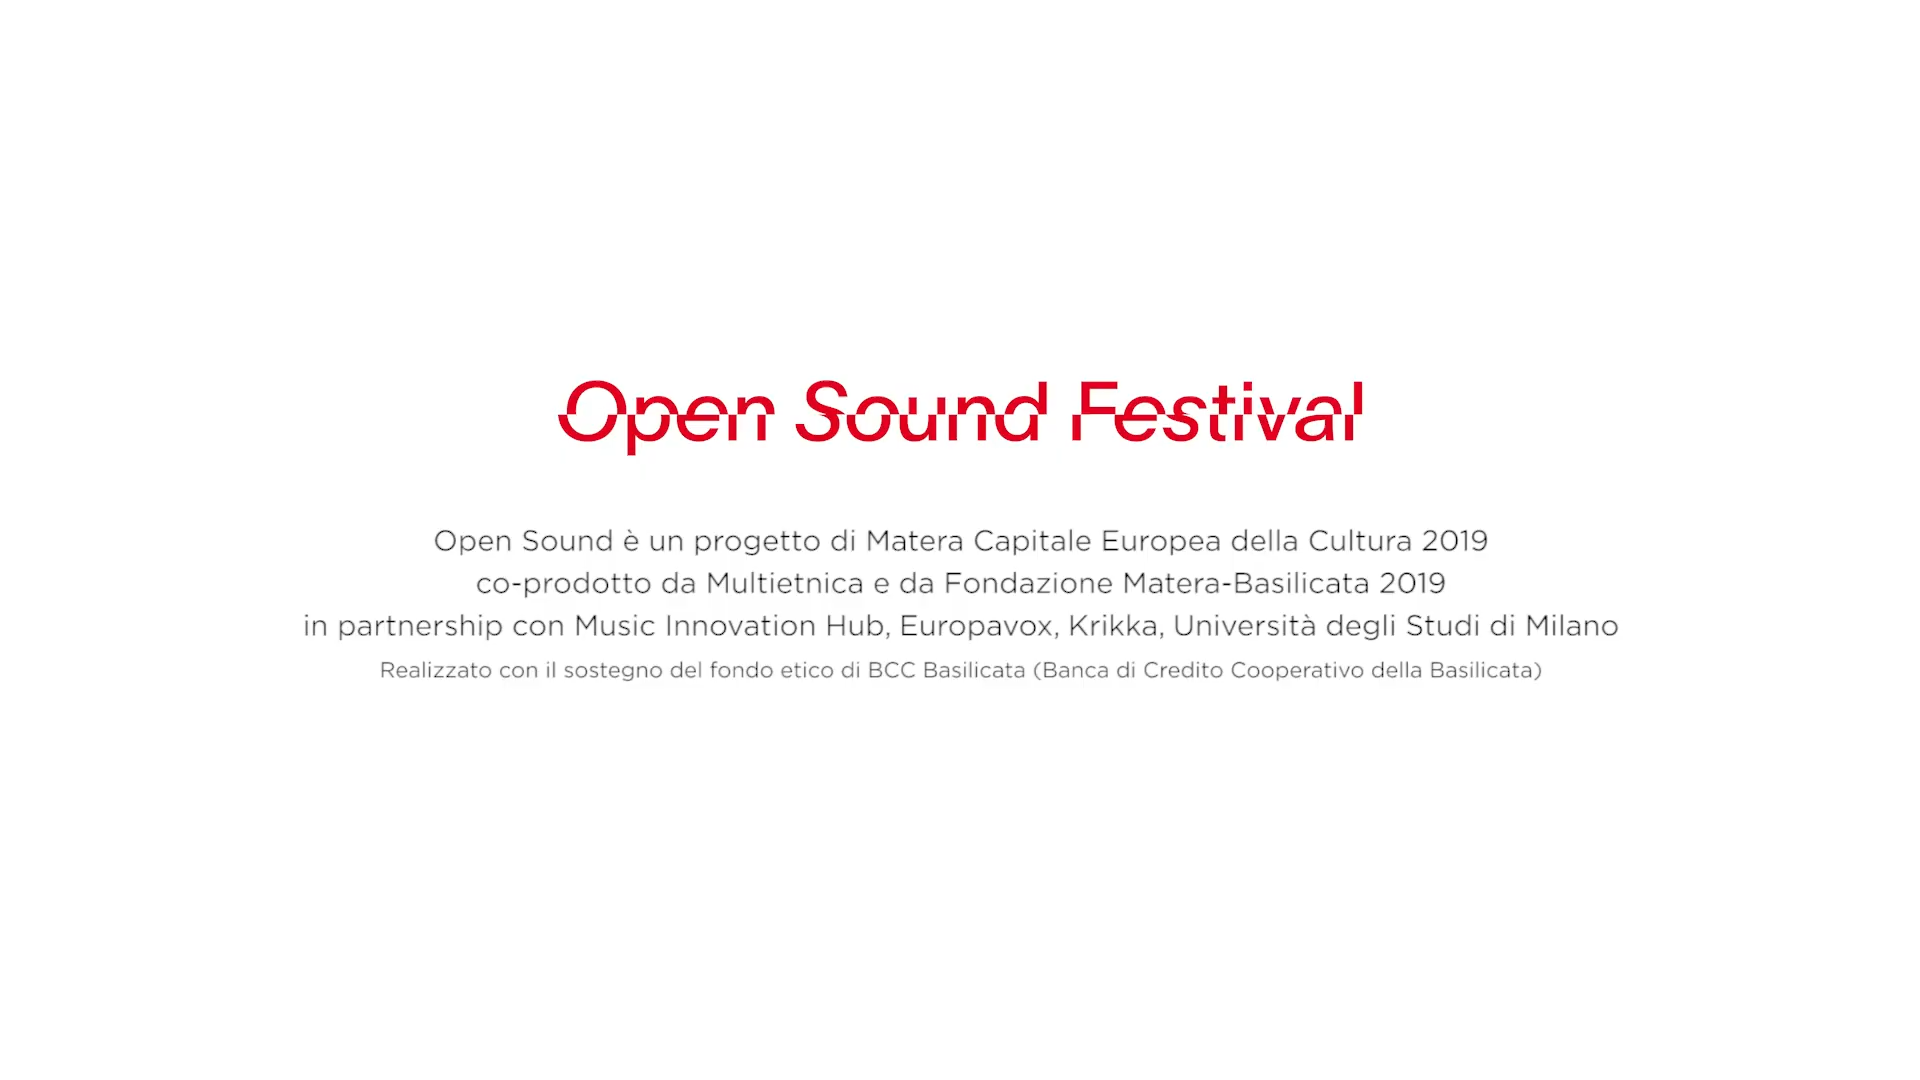 Open Sound Festival
Open Sound è un progetto di Matera Capitale Europea della Cultura 2019
co-prodotto da Multietnica e da Fondazione Matera-Basilicata 2019
in partnership con Music Innovation Hub, Europavox, Krikka, Università degli Studi di Milano
Realizzato con il sostegno del fondo etico di BCC Basilicata (Banca di Credito Cooperativo della Basilicata)